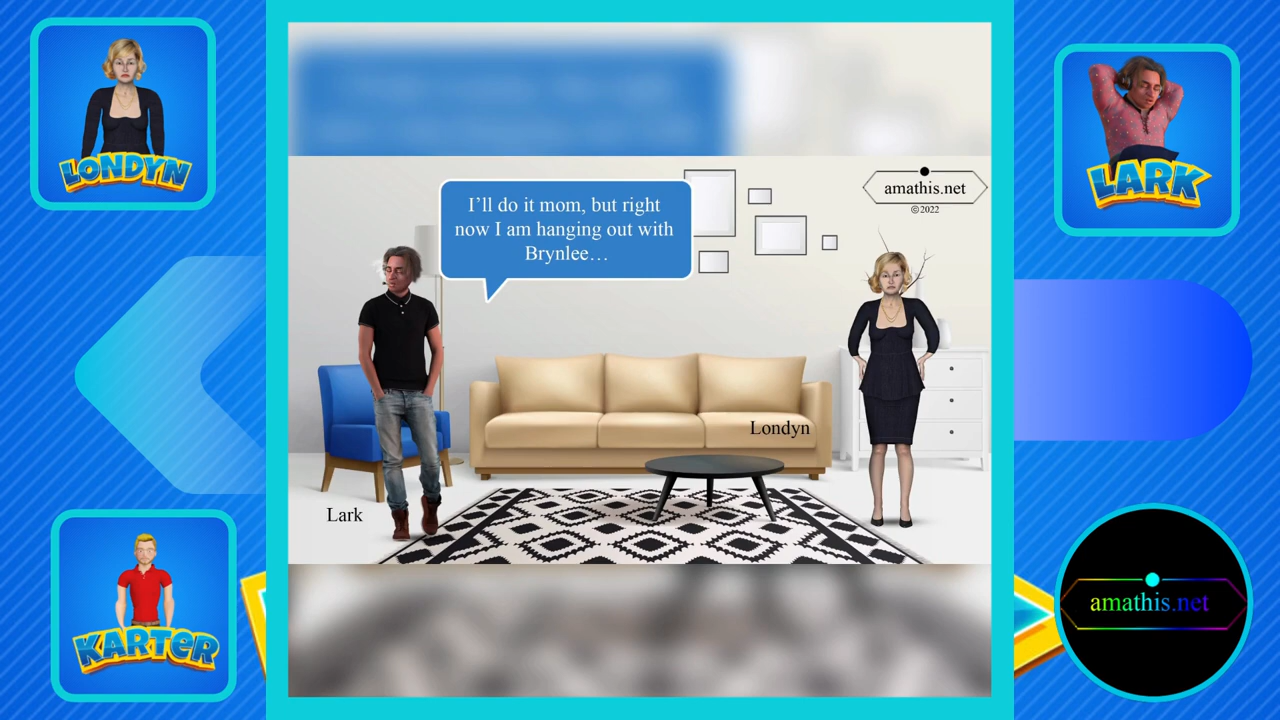 LONDYN
LARK
KARTER
amathis.net
amathis.net
©2022
I’ll do it mom, but right
now I am hanging out with
Brynlee…
Londyn
Lark